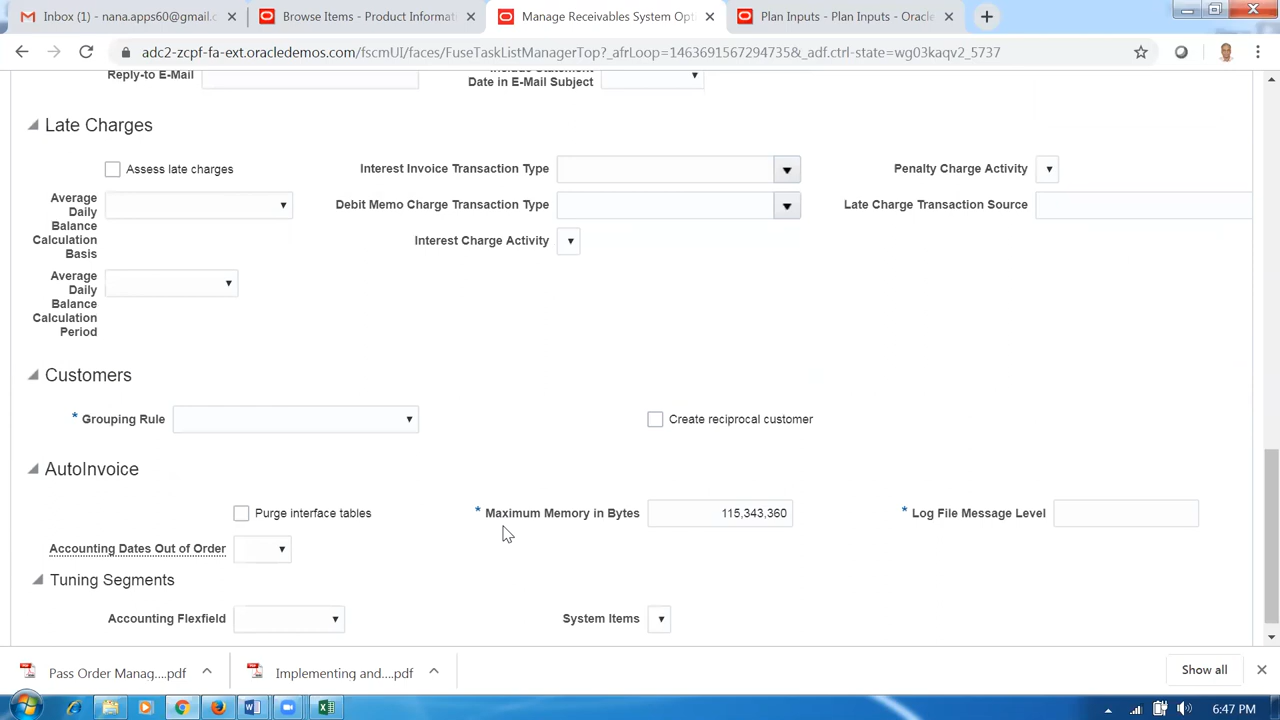 Inbox (1) - nana.apps60@gmail.c
Browse Items - Product Informati
Manage Receivables System Opt
Plan Inputs - Plan Inputs - Oracl
adc2-zcpf-fa-ext.oracledemos.com/fscmUI/faces/FuseTaskListManagerTop?_afrLoop=146369156729473​5&_adf.ctrl-state=wg03kaqv2_5737
Reply-to E-Mail
Include Statement
Date in E-Mail Subject
Late Charges
Assess late charges
Interest Invoice Transaction Type
Penalty Charge Activity
Average
Daily
Balance
Calculation
Basis
Debit Memo Charge Transaction Type
Late Charge Transaction Source
Interest Charge Activity
Average
Daily
Balance
Calculation
Period
Customers
* Grouping Rule
Create reciprocal customer
AutoInvoice
Purge interface tables
* Maximum Memory in Bytes 115,343,360
* Log File Message Level
Accounting Dates Out of Order
Tuning Segments
Accounting Flexfield
System Items
Pass Order Manag....pdf
Implementing and....pdf
Show all
6:47 PM